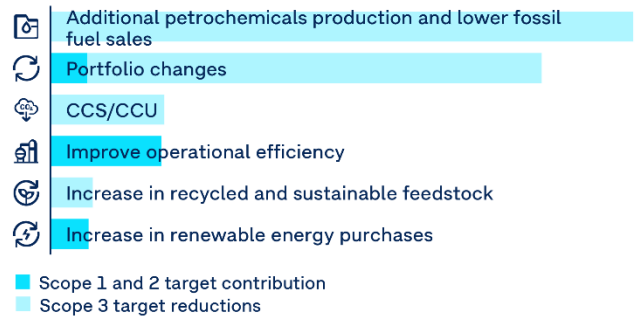 Additional petrochemicals production and lower fossil
fuel sales
Portfolio changes
CO₂
CCS/CCU
Improve operational efficiency
Increase in recycled and sustainable feedstock
Increase in renewable energy purchases
Scope 1 and 2 target contribution
Scope 3 target reductions